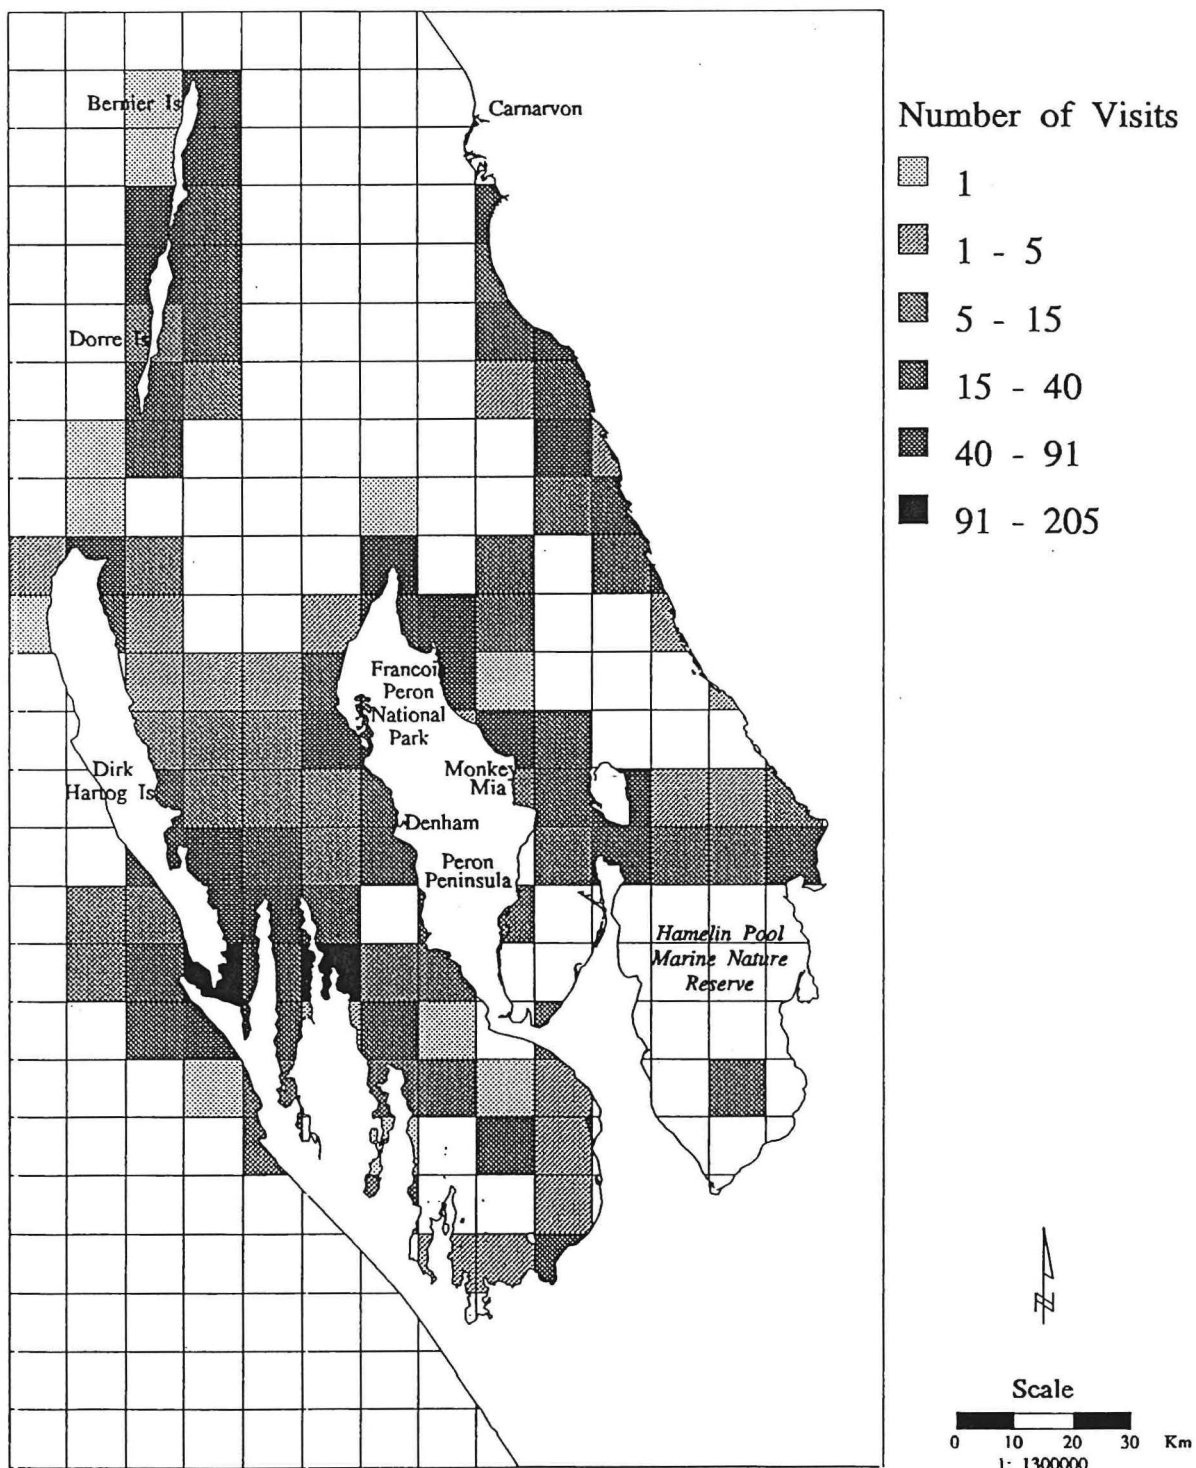 Bernier Is
Carnarvon
Dorre Is
Francois
Peron
National
Park
Dirk
Hartog Is
Monkey
Mia
Denham
Peron
Peninsula
Hamelin Pool
Marine Nature
Reserve
Number of Visits
1
1 - 5
5 - 15
15 - 40
40 - 91
91 - 205
N
Scale
0 10 20 30 Km
1: 1300000